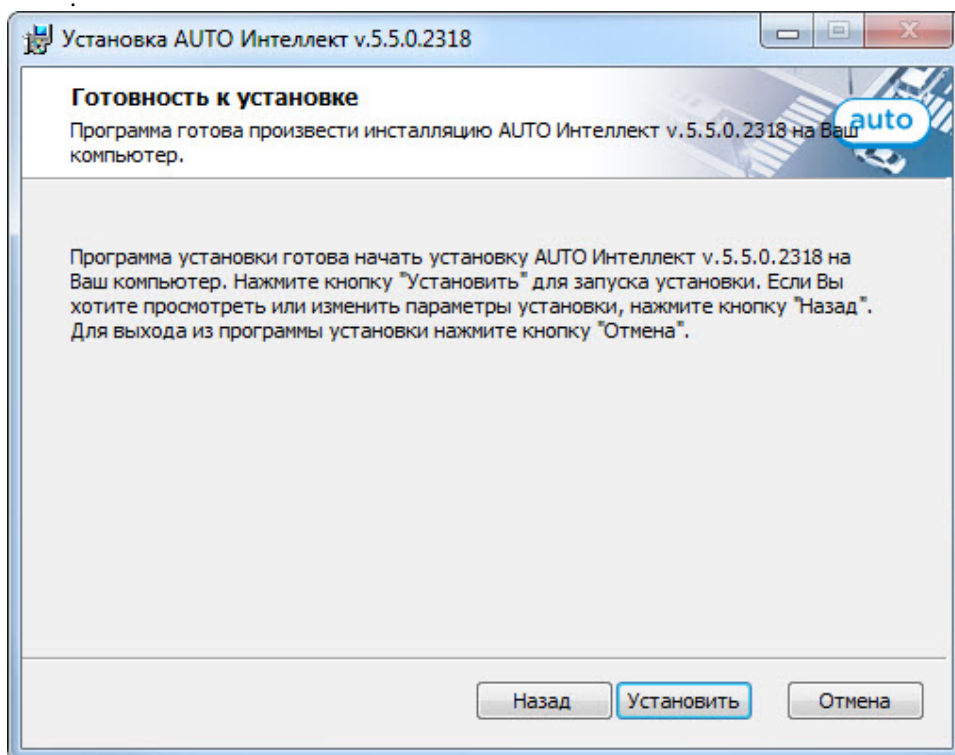 Установка AUTO Интеллект v.5.5.0.2318
Готовность к установке
Программа готова произвести инсталляцию AUTO Интеллект v.5.5.0.2318 на Ваш
компьютер.
auto
Программа установки готова начать установку AUTO Интеллект v.5.5.0.2318 на
Ваш компьютер. Нажмите кнопку "Установить" для запуска установки. Если Вы
хотите просмотреть или изменить параметры установки, нажмите кнопку "Назад".
Для выхода из программы установки нажмите кнопку "Отмена".
Назад
Установить
Отмена